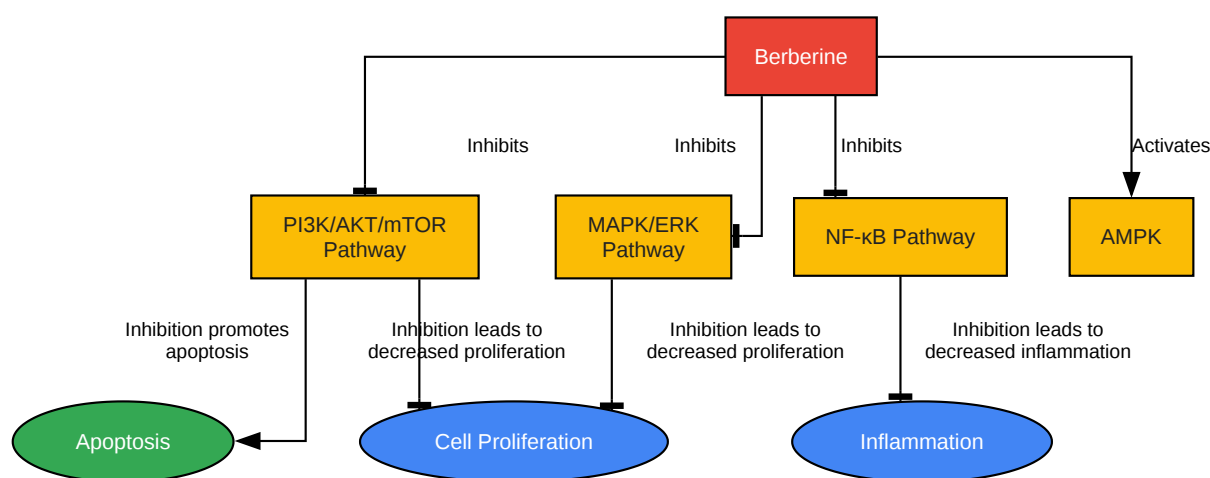 Berberine
Inhibits
Inhibits
Inhibits
Activates
PI3K/AKT/mTOR
Pathway
MAPK/ERK
Pathway
NF-κB Pathway
AMPK
Inhibition promotes
apoptosis
Inhibition leads to
decreased proliferation
Inhibition leads to
decreased proliferation
Inhibition leads to
decreased inflammation
Apoptosis
Cell Proliferation
Inflammation